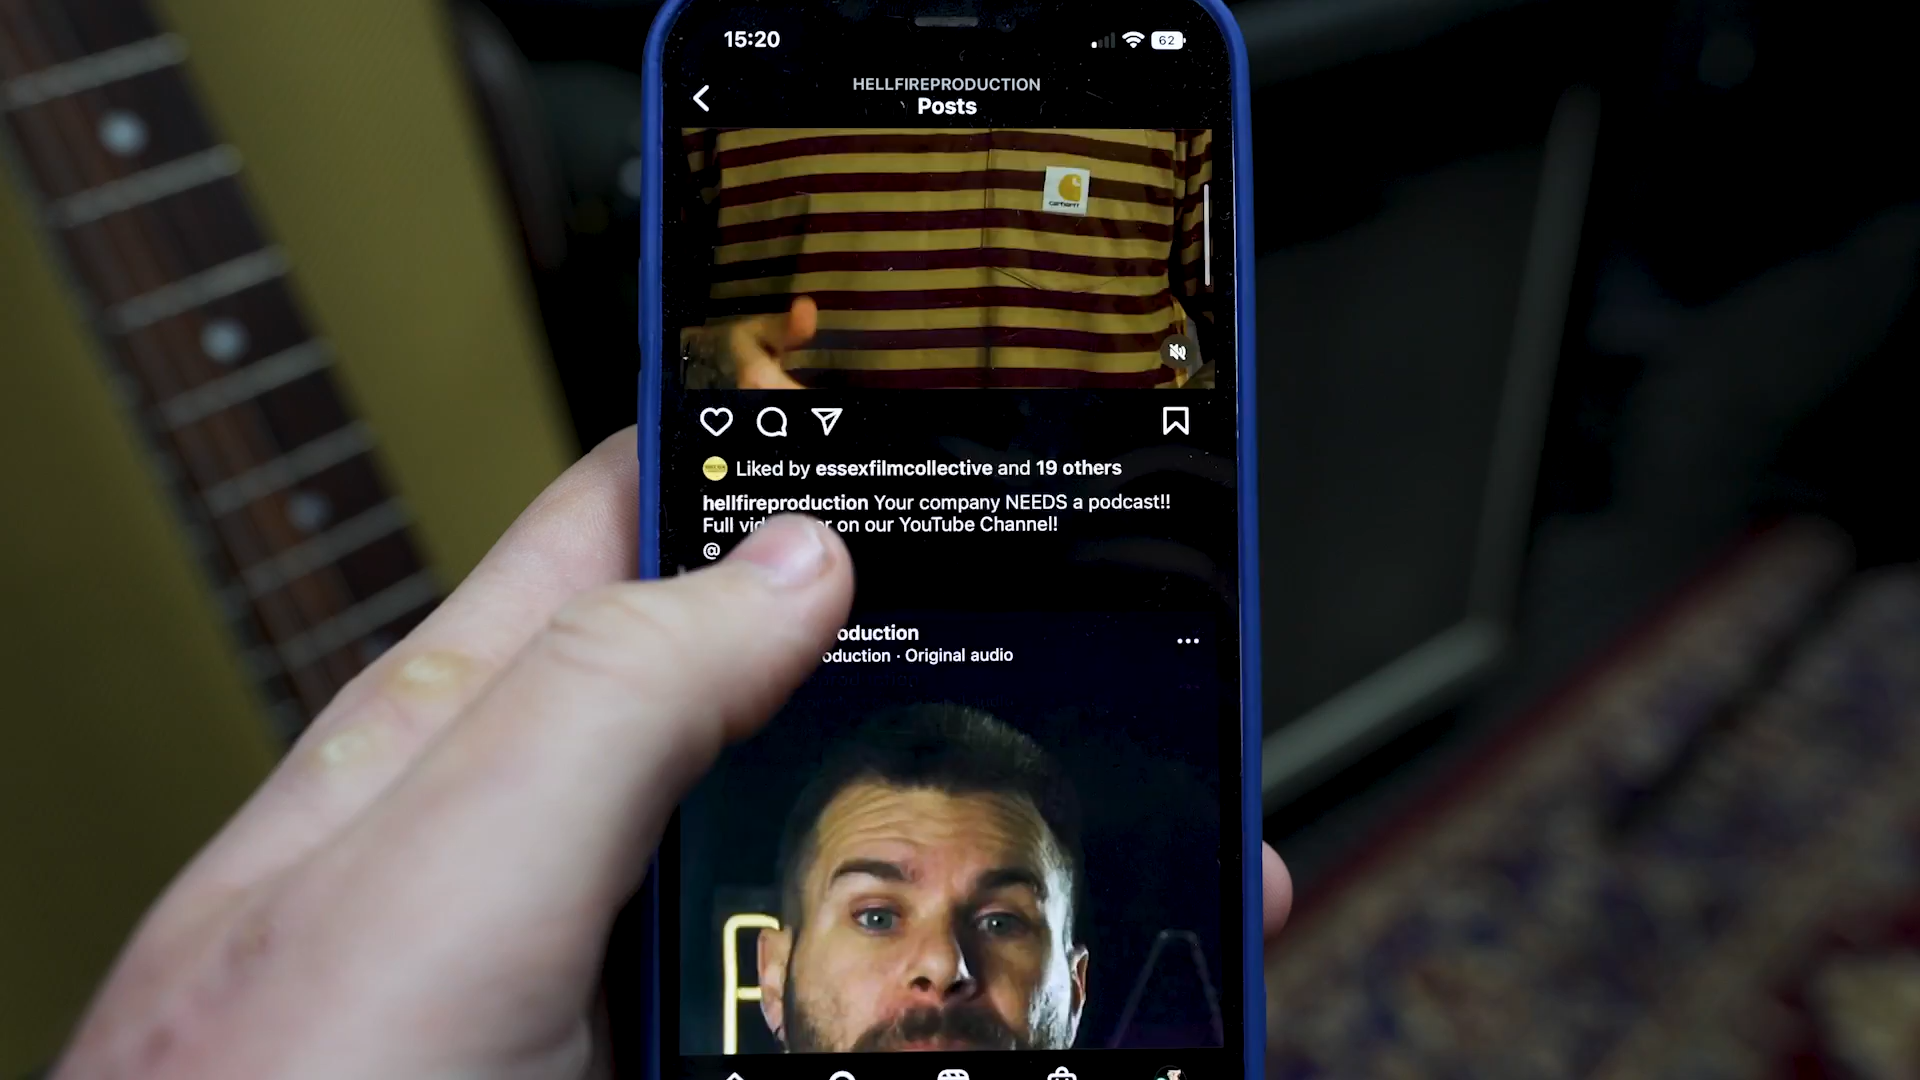 15:20
62
HELLFIREPRODUCTION
Posts
carhartt
Liked by essexfilmcollective and 19 others
hellfireproduction Your company NEEDS a podcast!!
Full on our YouTube Channel!
@
oduction
oduction · Original audio